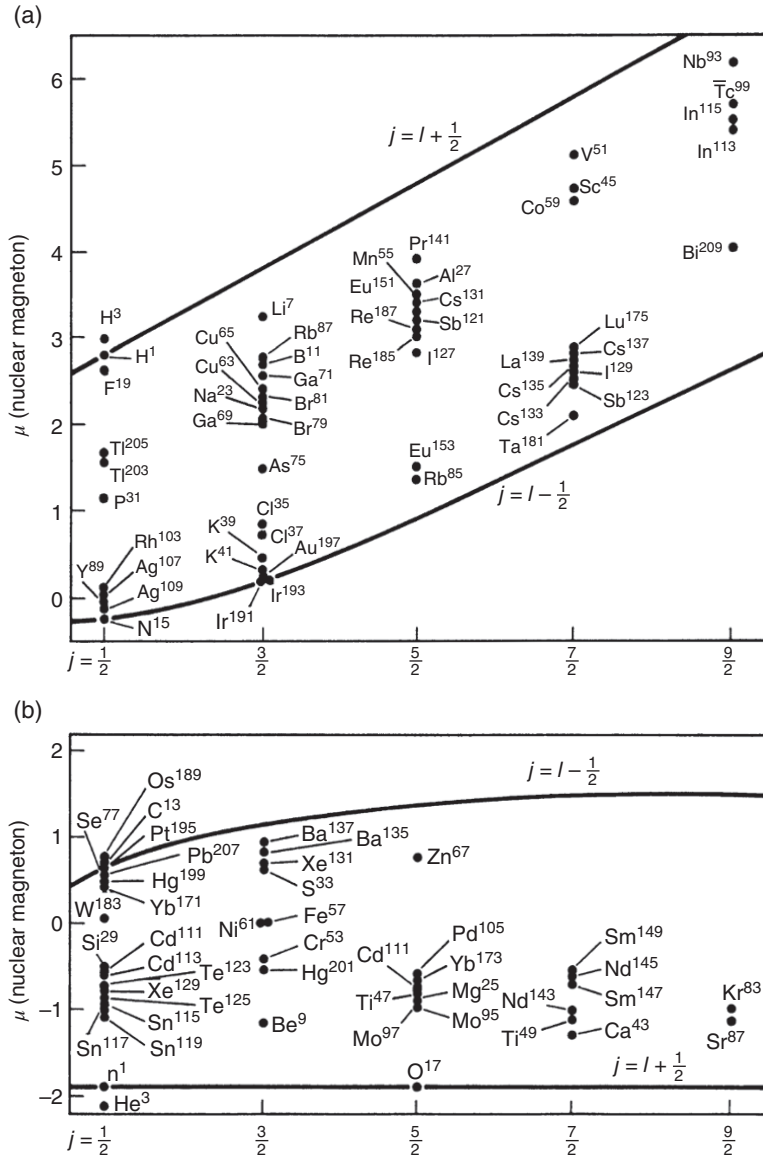 (a)
6
5
4
3
2
1
0
μ (nuclear magneton)
j = l + 1/2
j = l − 1/2
H³
H¹
F¹⁹
Tl²⁰⁵
Tl²⁰³
P³¹
Rh¹⁰³
Y⁸⁹
Ag¹⁰⁷
Ag¹⁰⁹
N¹⁵
Li⁷
Cu⁶⁵
Rb⁸⁷
Cu⁶³
B¹¹
Ga⁷¹
Na²³
Br⁸¹
Ga⁶⁹
Br⁷⁹
As⁷⁵
Cl³⁵
K³⁹
Cl³⁷
K⁴¹
Au¹⁹⁷
Ir¹⁹³
Ir¹⁹¹
Pr¹⁴¹
Mn⁵⁵
Al²⁷
Eu¹⁵¹
Cs¹³¹
Re¹⁸⁷
Sb¹²¹
Re¹⁸⁵
I¹²⁷
Eu¹⁵³
Rb⁸⁵
V⁵¹
Sc⁴⁵
Co⁵⁹
Lu¹⁷⁵
La¹³⁹
Cs¹³⁷
Cs¹³⁵
I¹²⁹
Cs¹³³
Sb¹²³
Ta¹⁸¹
Nb⁹³
T̅c⁹⁹
In¹¹⁵
In¹¹³
Bi²⁰⁹
j = 1/2 3/2 5/2 7/2 9/2
(b)
2
1
0
−1
−2
μ (nuclear magneton)
j = l − 1/2
j = l + 1/2
Os¹⁸⁹
Se⁷⁷
C¹³
Pt¹⁹⁵
Pb²⁰⁷
Hg¹⁹⁹
Yb¹⁷¹
W¹⁸³
Si²⁹
Cd¹¹¹
Cd¹¹³
Te¹²³
Xe¹²⁹
Te¹²⁵
Sn¹¹⁵
Sn¹¹⁷
Sn¹¹⁹
n¹
He³
Ba¹³⁷
Ba¹³⁵
Xe¹³¹
S³³
Ni⁶¹
Fe⁵⁷
Cr⁵³
Hg²⁰¹
Be⁹
Zn⁶⁷
Pd¹⁰⁵
Cd¹¹¹
Yb¹⁷³
Ti⁴⁷
Mg²⁵
Mo⁹⁷
Mo⁹⁵
O¹⁷
Sm¹⁴⁹
Nd¹⁴⁵
Sm¹⁴⁷
Nd¹⁴³
Ti⁴⁹
Ca⁴³
Kr⁸³
Sr⁸⁷
j = 1/2 3/2 5/2 7/2 9/2